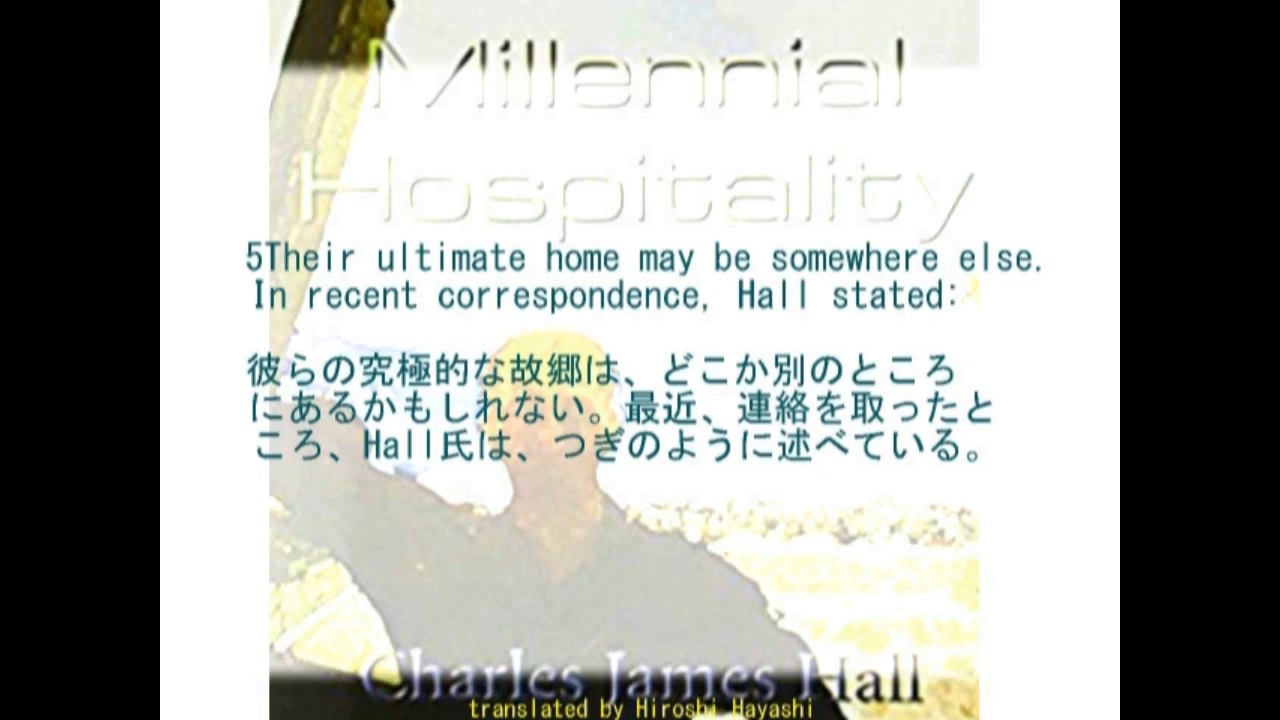 Millennial
Hospitality
5Their ultimate home may be somewhere else.
In recent correspondence, Hall stated:
彼らの究極的な故郷は、どこか別のところ
にあるかもしれない。最近、連絡を取ったと
ころ、Hall氏は、つぎのように述べている。
Charles James Hall
translated by Hiroshi Hayashi